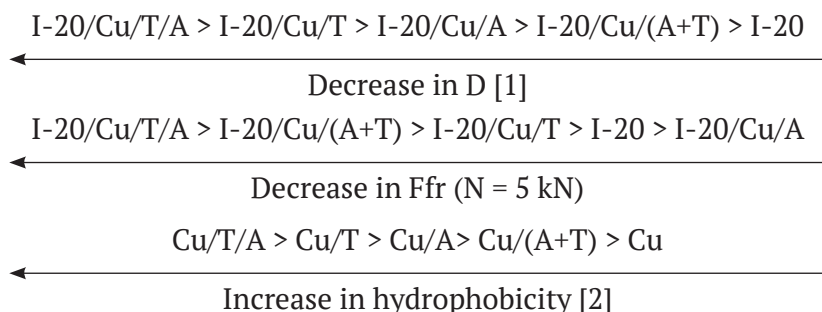 I-20/Cu/T/A > I-20/Cu/T > I-20/Cu/A > I-20/Cu/(A+T) > I-20
Decrease in D [1]
I-20/Cu/T/A > I-20/Cu/(A+T) > I-20/Cu/T > I-20 > I-20/Cu/A
Decrease in Ffr (N = 5 kN)
Cu/T/A > Cu/T > Cu/A> Cu/(A+T) > Cu
Increase in hydrophobicity [2]